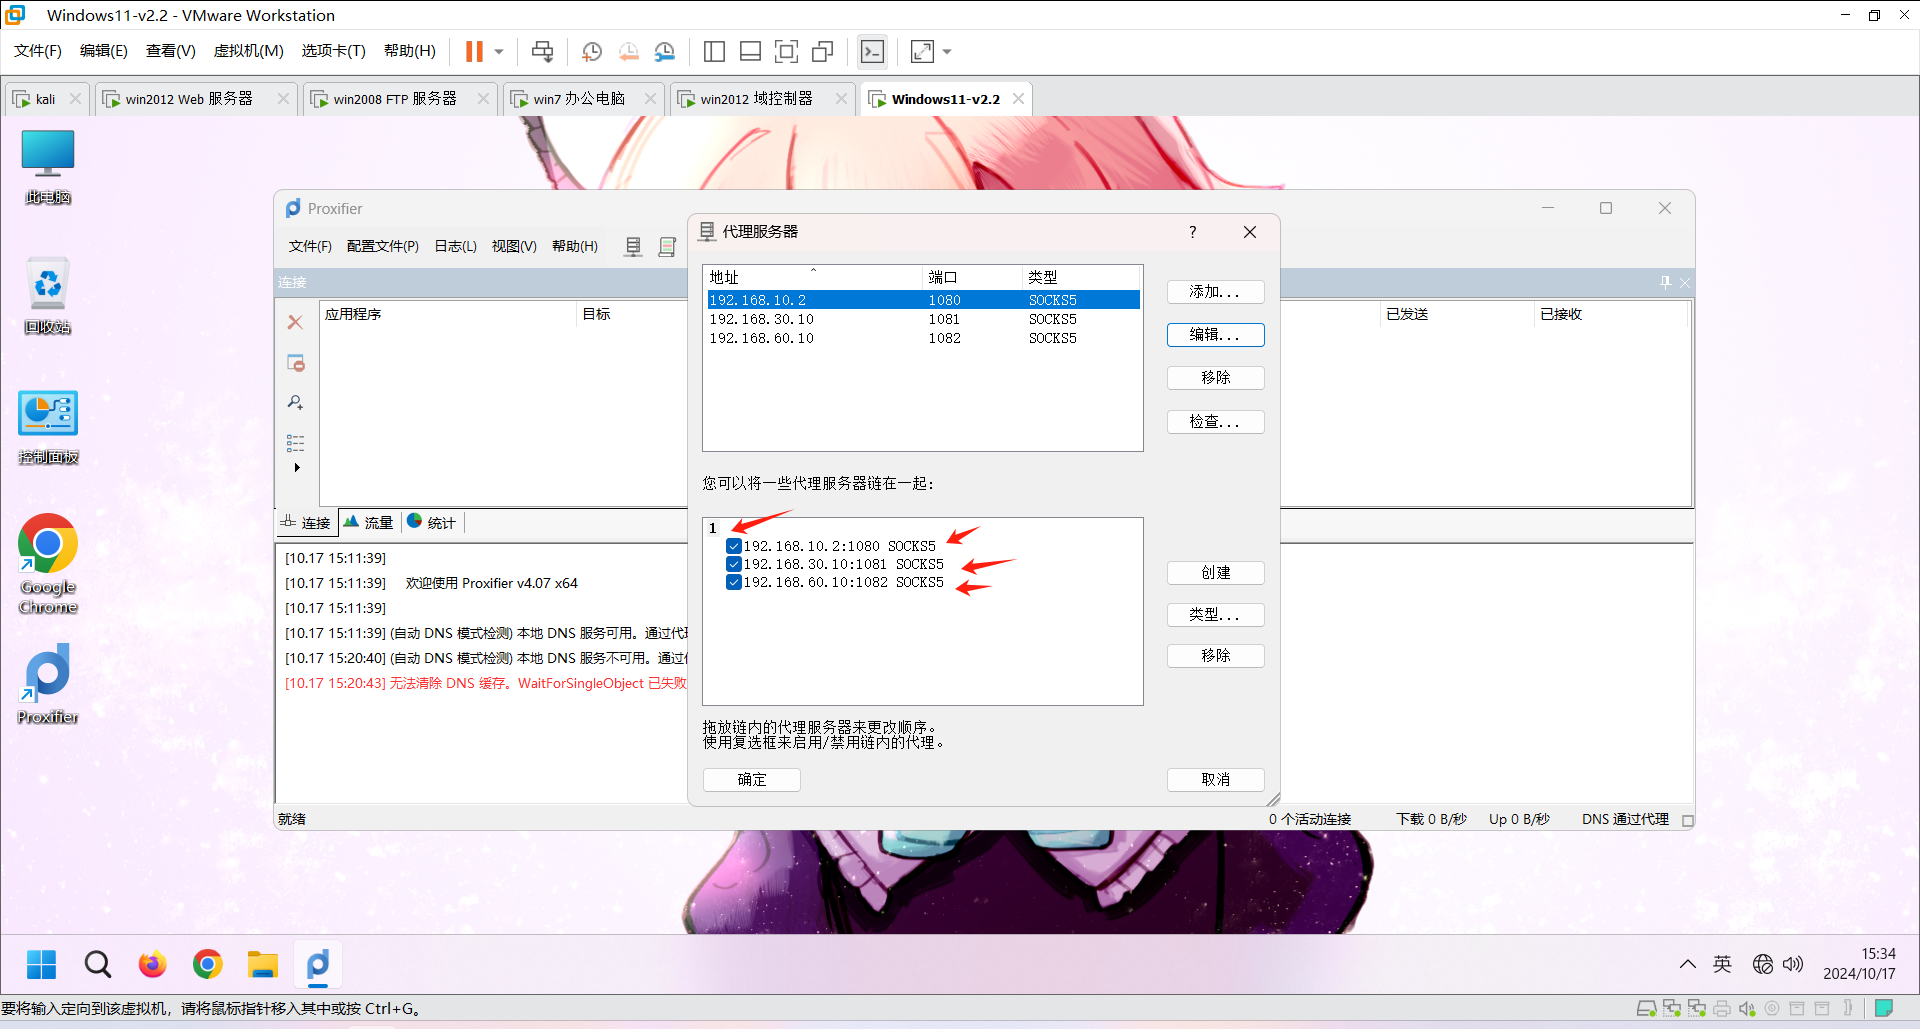 Windows11-v2.2 - VMware Workstation
文件(F) 编辑(E) 查看(V) 虚拟机(M) 选项卡(T) 帮助(H)
kali win2012 Web 服务器 win2008 FTP 服务器 win7 办公电脑 win2012 域控制器 Windows11-v2.2
此电脑
回收站
控制面板
Google
Chrome
Proxifier
Proxifier
文件(F) 配置文件(P) 日志(L) 视图(V) 帮助(H)
连接
应用程序 目标 已发送 已接收
连接 流量 统计
[10.17 15:11:39]
[10.17 15:11:39] 欢迎使用 Proxifier v4.07 x64
[10.17 15:11:39]
[10.17 15:11:39] (自动 DNS 模式检测) 本地 DNS 服务可用。通过代
[10.17 15:20:40] (自动 DNS 模式检测) 本地 DNS 服务不可用。通过
[10.17 15:20:43] 无法清除 DNS 缓存。WaitForSingleObject 已失败
就绪
0 个活动连接 下载 0 B/秒 Up 0 B/秒 DNS 通过代理
代理服务器 ?
地址 端口 类型
192.168.10.2 1080 SOCKS5
192.168.30.10 1081 SOCKS5
192.168.60.10 1082 SOCKS5
添加...
编辑...
移除
检查...
您可以将一些代理服务器链在一起:
1
192.168.10.2:1080 SOCKS5
192.168.30.10:1081 SOCKS5
192.168.60.10:1082 SOCKS5
创建
类型...
移除
拖放链内的代理服务器来更改顺序。
使用复选框来启用/禁用链内的代理。
确定 取消
英
15:34
2024/10/17
要将输入定向到该虚拟机，请将鼠标指针移入其中或按 Ctrl+G。